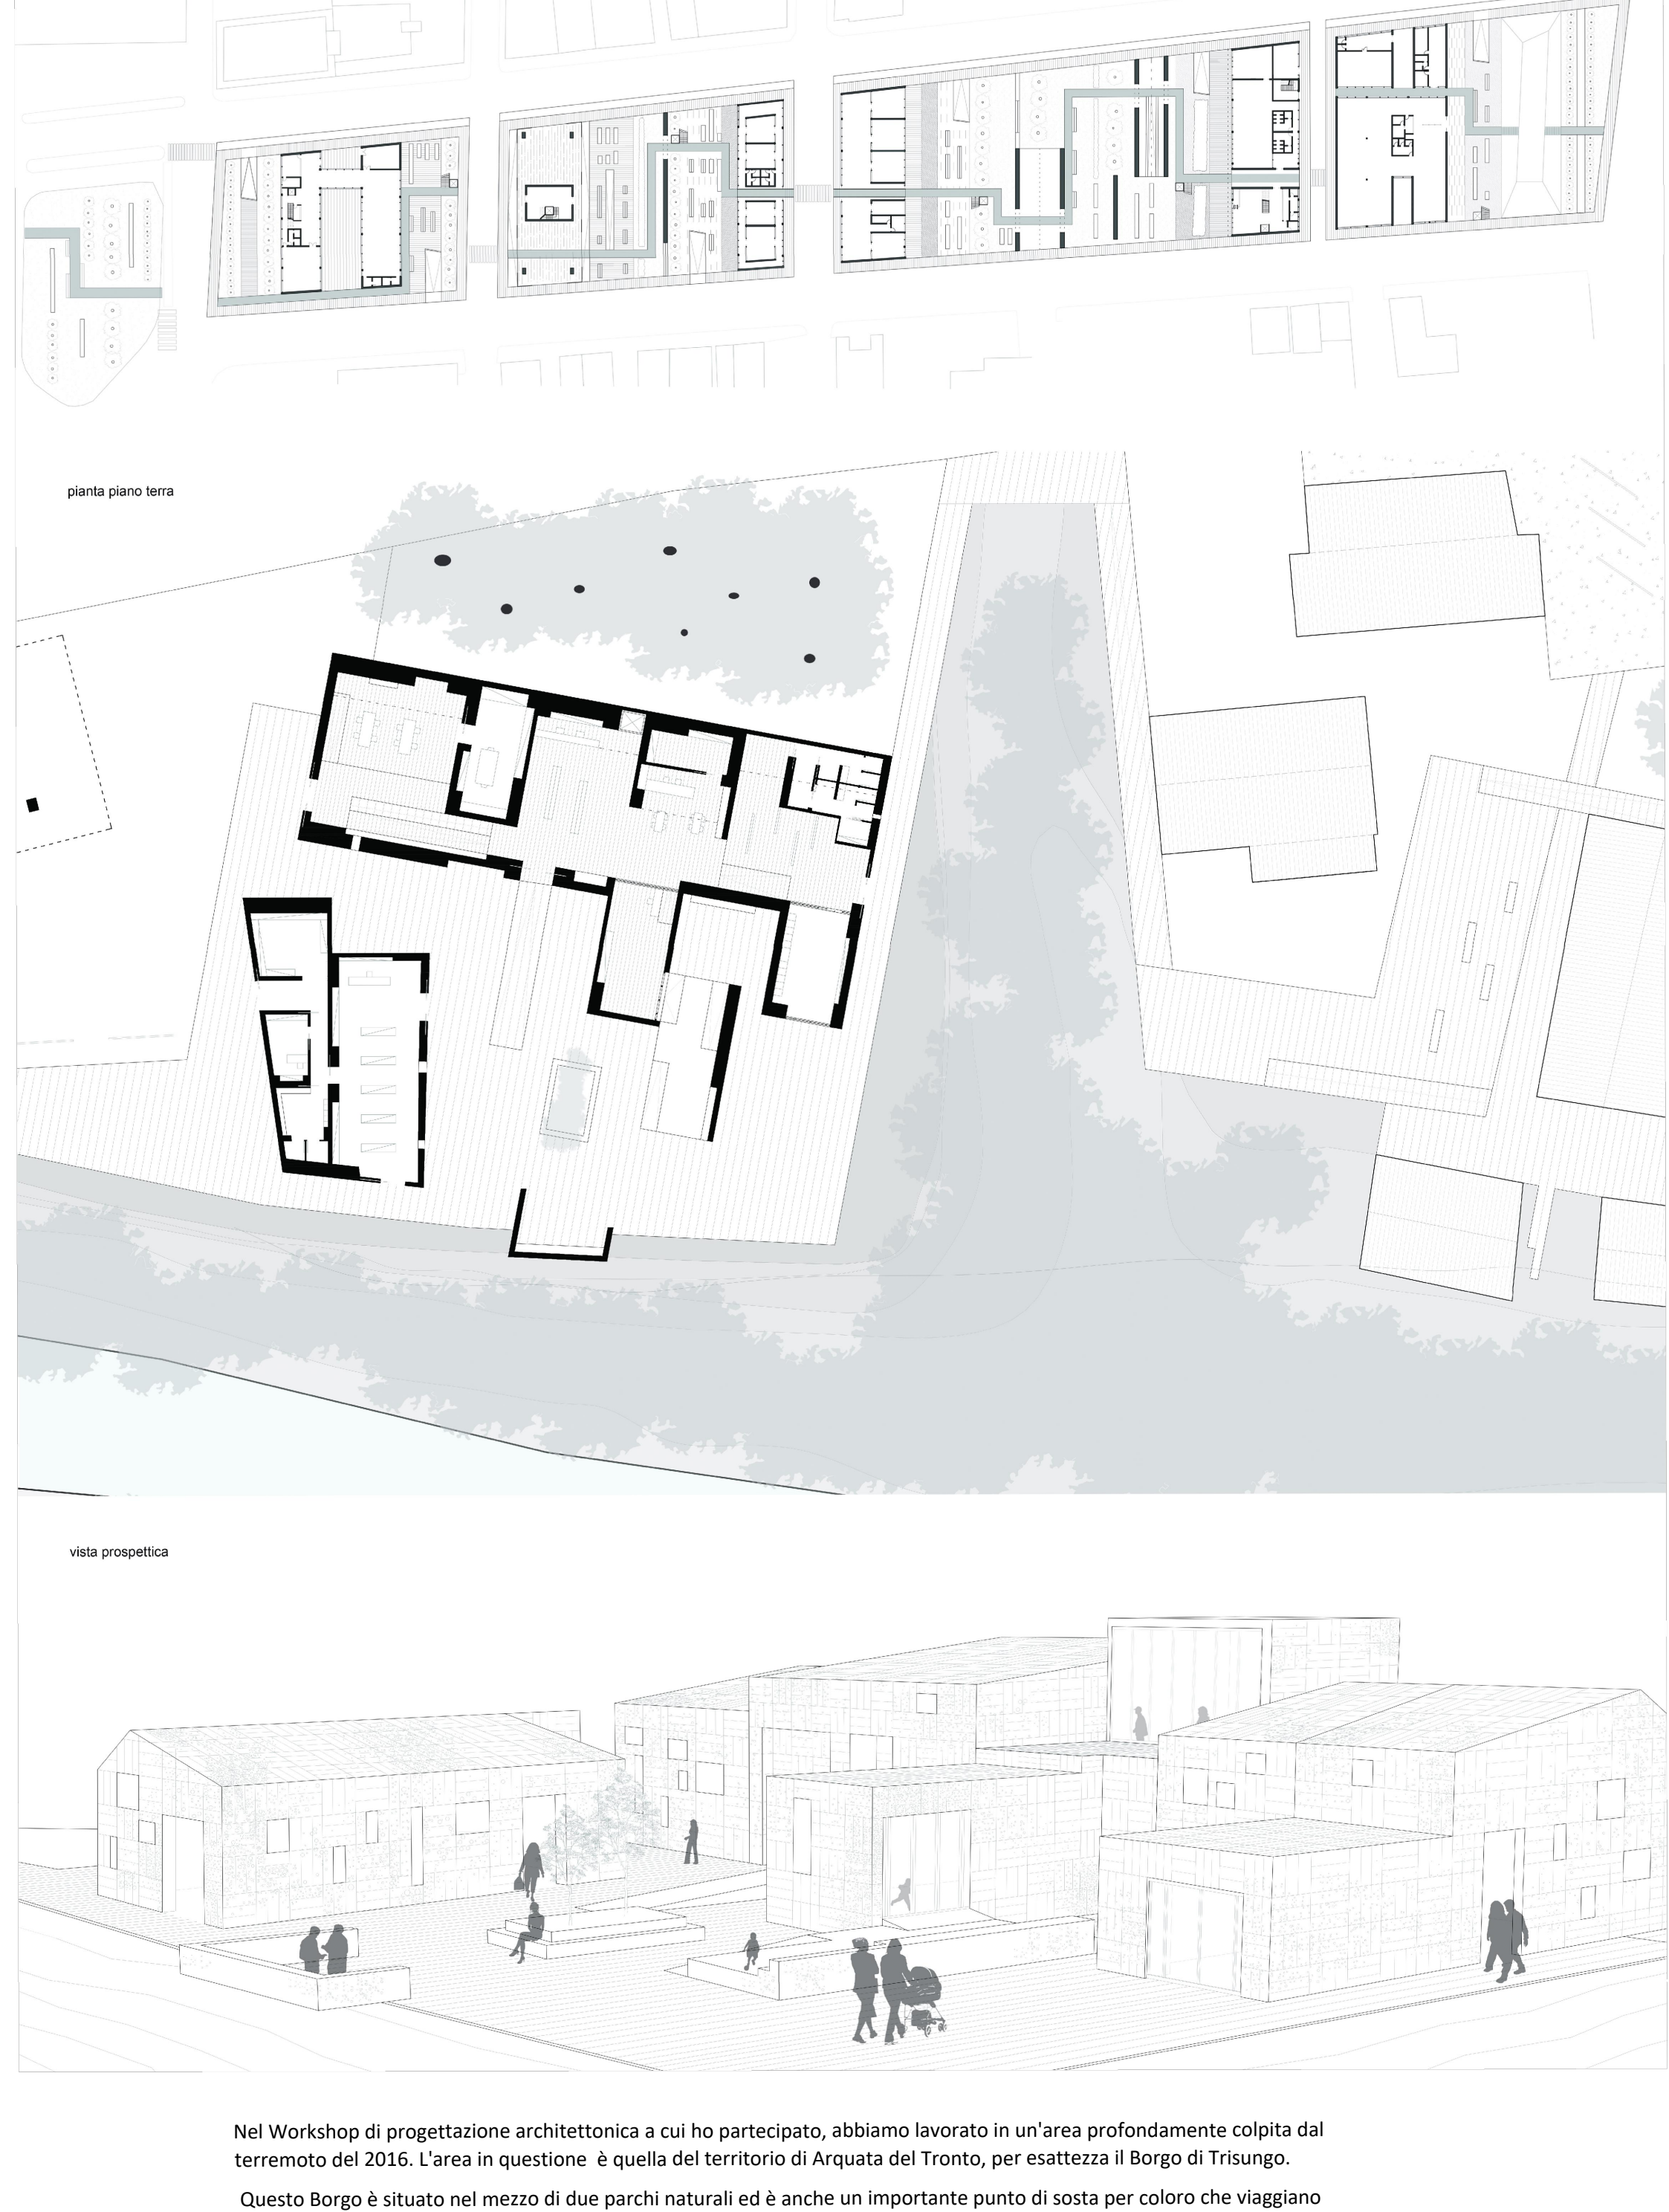 pianta piano terra
vista prospettica
Nel Workshop di progettazione architettonica a cui ho partecipato, abbiamo lavorato in un'area profondamente colpita dal
terremoto del 2016. L'area in questione è quella del territorio di Arquata del Tronto, per esattezza il Borgo di Trisungo.
Questo Borgo è situato nel mezzo di due parchi naturali ed è anche un importante punto di sosta per coloro che viaggiano